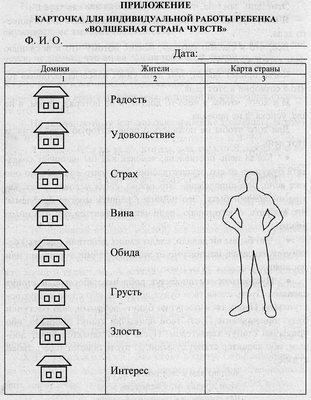 ПРИЛОЖЕНИЕ
КАРТОЧКА ДЛЯ ИНДИВИДУАЛЬНОЙ РАБОТЫ РЕБЕНКА
«ВОЛШЕБНАЯ СТРАНА ЧУВСТВ»
Ф. И. О.
Дата:
Домики Жители Карта страны
1 2 3
Радость
Удовольствие
Страх
Вина
Обида
Грусть
Злость
Интерес